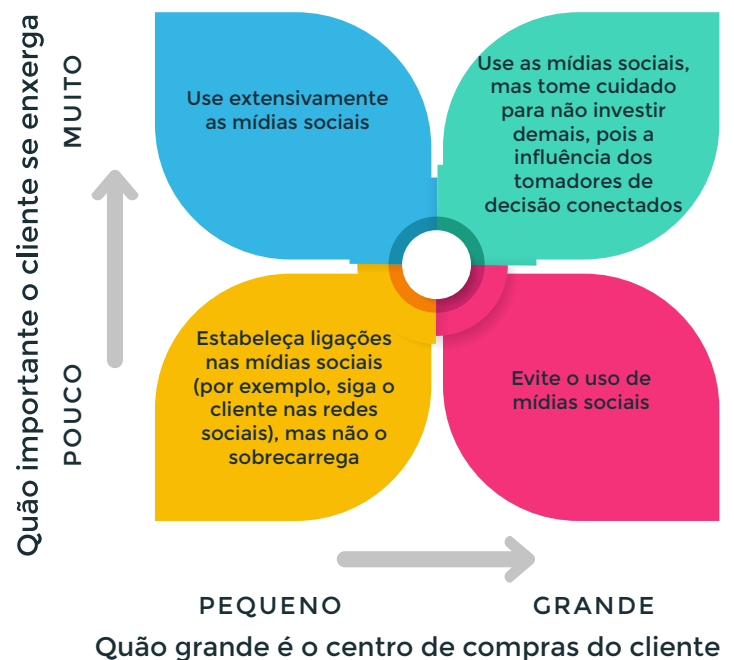 Quão importante o cliente se enxerga
MUITO
POUCO
Use extensivamente
as mídias sociais
Use as mídias sociais,
mas tome cuidado
para não investir
demais, pois a
influência dos
tomadores de
decisão conectados
Estabeleça ligações
nas mídias sociais
(por exemplo, siga o
cliente nas redes
sociais), mas não o
sobrecarrega
Evite o uso de
mídias sociais
PEQUENO
GRANDE
Quão grande é o centro de compras do cliente